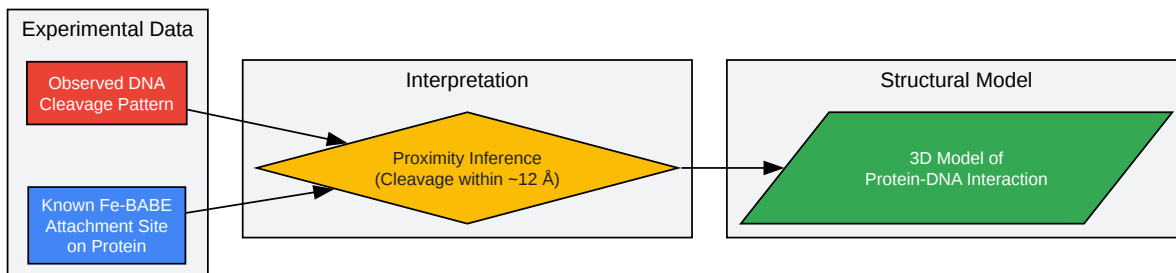 Experimental Data
Observed DNA
Cleavage Pattern
Known Fe-BABE
Attachment Site
on Protein
Interpretation
Proximity Inference
(Cleavage within ~12 Å)
Structural Model
3D Model of
Protein-DNA Interaction